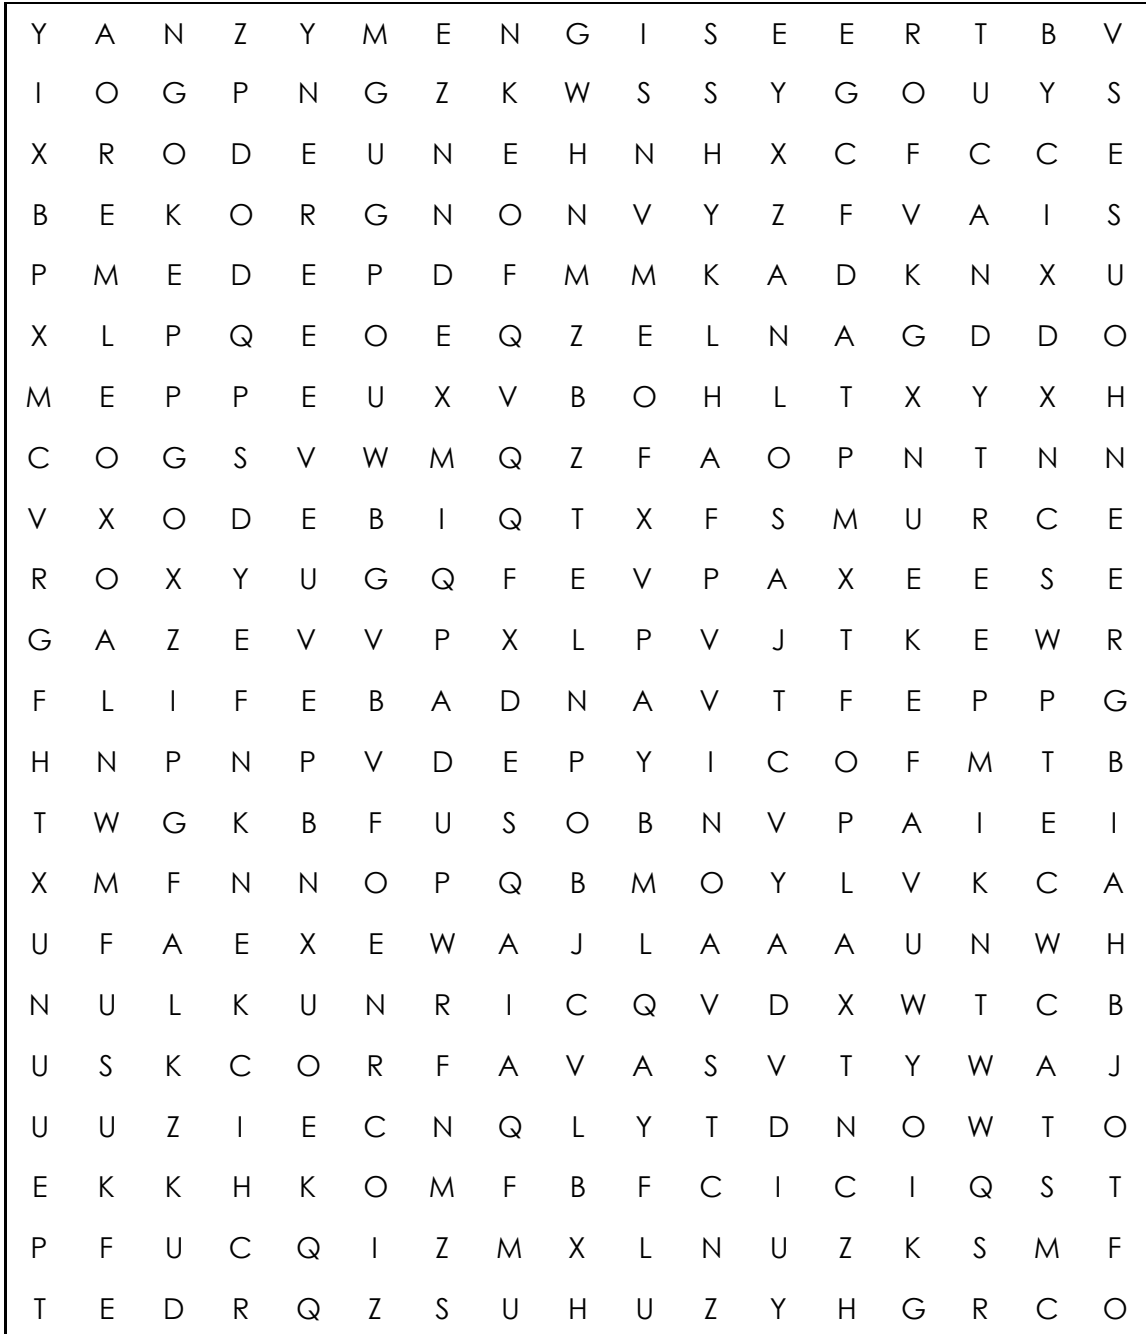 Y A N Z Y M E N G I S E E R T B V
I O G P N G Z K W S S Y G O U Y S
X R O D E U N E H N H X C F C C E
B E K O R G N O N V Y Z F V A I S
P M E D E P D F M M K A D K N X U
X L P Q E O E Q Z E L N A G D D O
M E P P E U X V B O H L T X Y X H
C O G S V W M Q Z F A O P N T N N
V X O D E B I Q T X F S M U R C E
R O X Y U G Q F E V P A X E E S E
G A Z E V V P X L P V J T K E W R
F L I F E B A D N A V T F E P P G
H N P N P V D E P Y I C O F M T B
T W G K B F U S O B N V P A I E I
X M F N N O P Q B M O Y L V K C A
U F A E X E W A J L A A A U N W H
N U L K U N R I C Q V D X W T C B
U S K C O R F A V A S V T Y W A J
U U Z I E C N Q L Y T D N O W T O
E K K H K O M F B F C I C I Q S T
P F U C Q I Z M X L N U Z K S M F
T E D R Q Z S U H U Z Y H G R C O